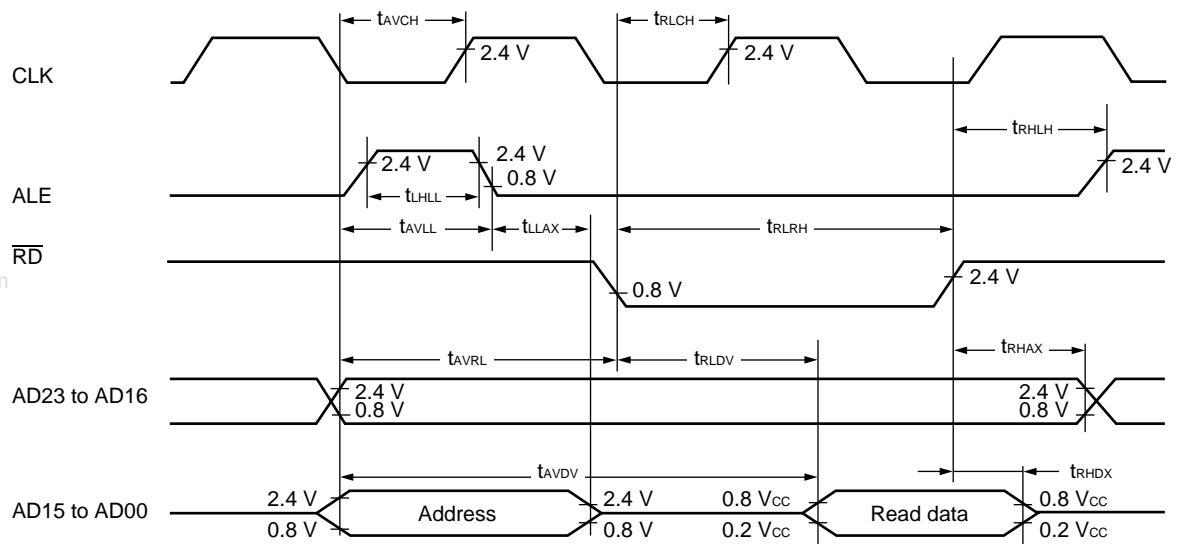 tAVCH
tRLCH
CLK
2.4 V
2.4 V
tRHLH
2.4 V
2.4 V
0.8 V
2.4 V
ALE
tLHLL
tAVLL
tLLAX
tRLRH
RD
0.8 V
2.4 V
m
tAVRL
tRLDV
tRHAX
AD23 to AD16
2.4 V
0.8 V
2.4 V
0.8 V
tAVDV
tRHDX
AD15 to AD00
2.4 V
0.8 V
Address
2.4 V
0.8 V
0.8 VCC
0.2 VCC
Read data
0.8 VCC
0.2 VCC